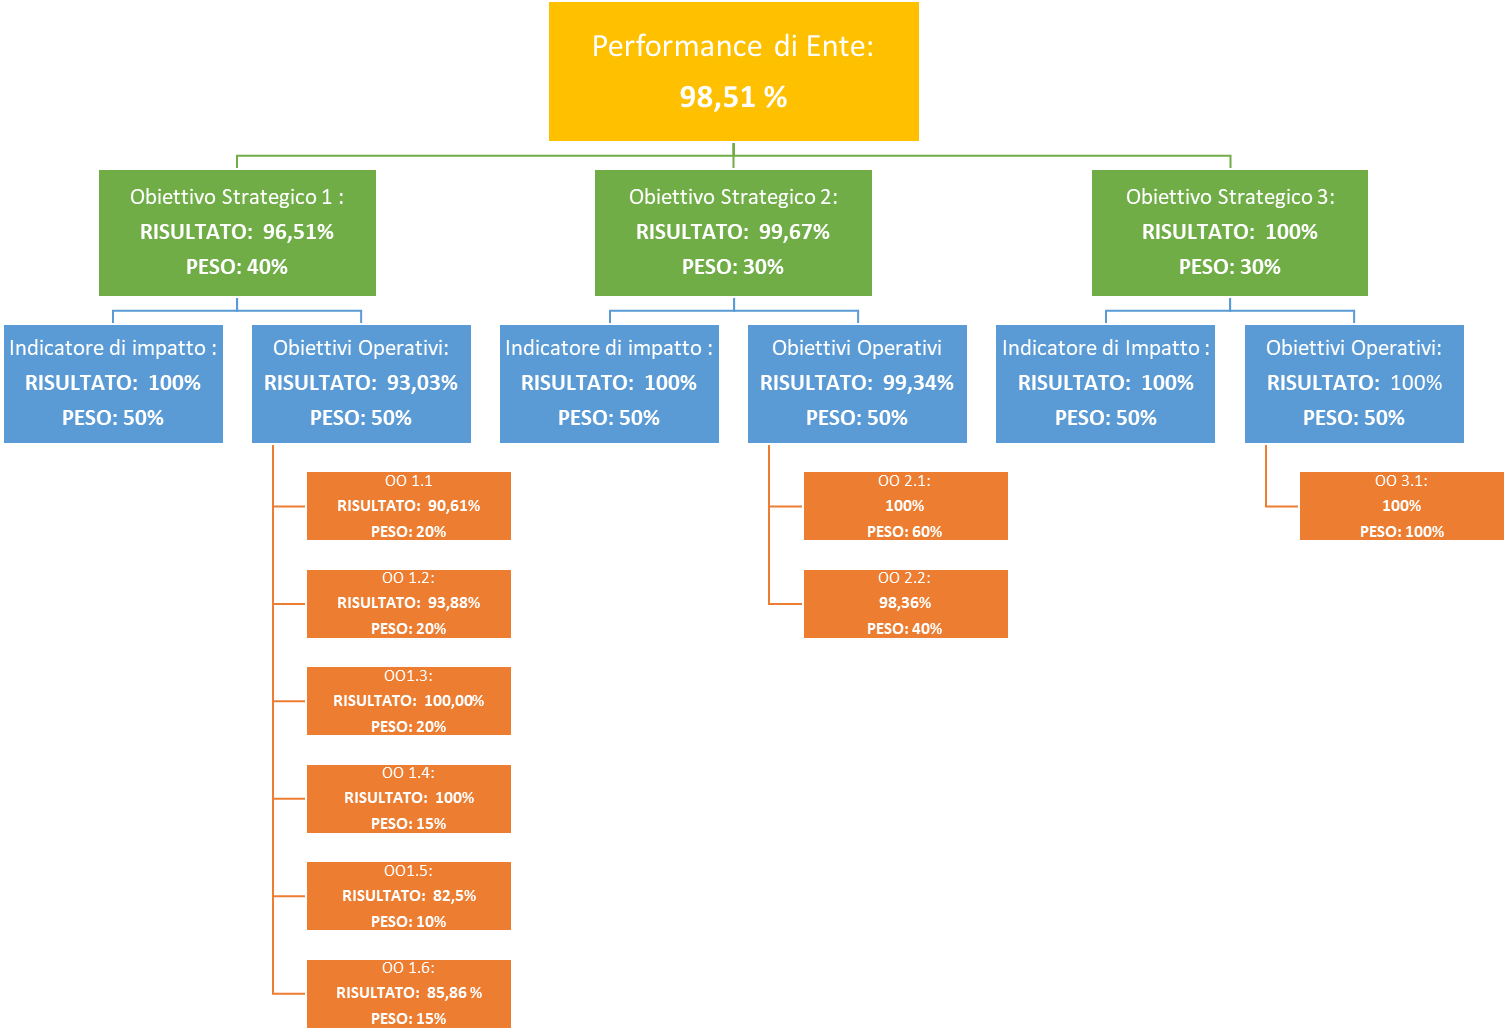 Performance di Ente:
98,51 %
Obiettivo Strategico 1 :
RISULTATO: 96,51%
PESO: 40%
Obiettivo Strategico 2:
RISULTATO: 99,67%
PESO: 30%
Obiettivo Strategico 3:
RISULTATO: 100%
PESO: 30%
Indicatore di impatto :
RISULTATO: 100%
PESO: 50%
Obiettivi Operativi:
RISULTATO: 93,03%
PESO: 50%
Indicatore di impatto :
RISULTATO: 100%
PESO: 50%
Obiettivi Operativi
RISULTATO: 99,34%
PESO: 50%
Indicatore di Impatto :
RISULTATO: 100%
PESO: 50%
Obiettivi Operativi:
RISULTATO: 100%
PESO: 50%
OO 1.1
RISULTATO: 90,61%
PESO: 20%
OO 1.2:
RISULTATO: 93,88%
PESO: 20%
OO1.3:
RISULTATO: 100,00%
PESO: 20%
OO 1.4:
RISULTATO: 100%
PESO: 15%
OO1.5:
RISULTATO: 82,5%
PESO: 10%
OO 1.6:
RISULTATO: 85,86 %
PESO: 15%
OO 2.1:
100%
PESO: 60%
OO 2.2:
98,36%
PESO: 40%
OO 3.1:
100%
PESO: 100%